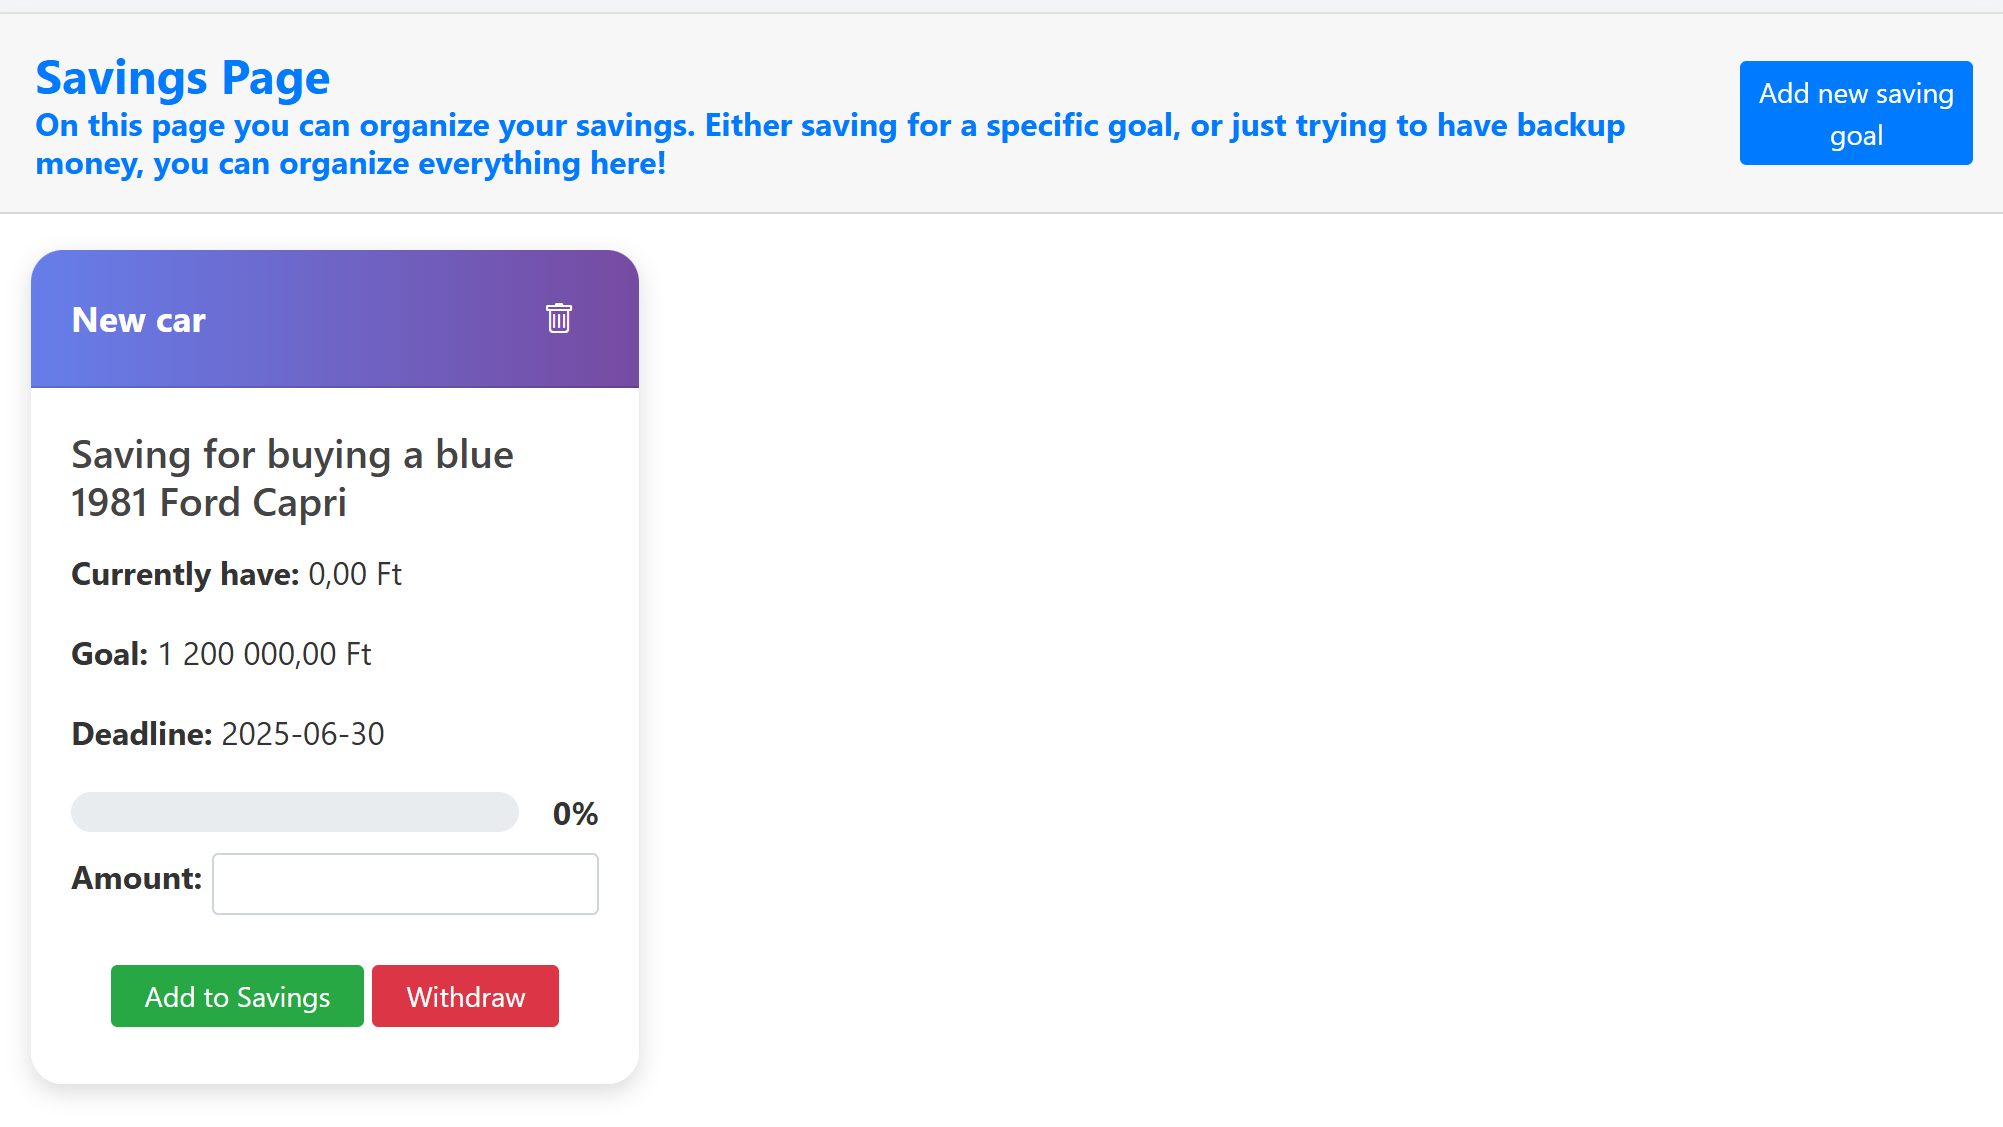 Savings Page
On this page you can organize your savings. Either saving for a specific goal, or just trying to have backup
money, you can organize everything here!
Add new saving
goal
New car
Saving for buying a blue
1981 Ford Capri
Currently have: 0,00 Ft
Goal: 1 200 000,00 Ft
Deadline: 2025-06-30
0%
Amount:
Add to Savings
Withdraw